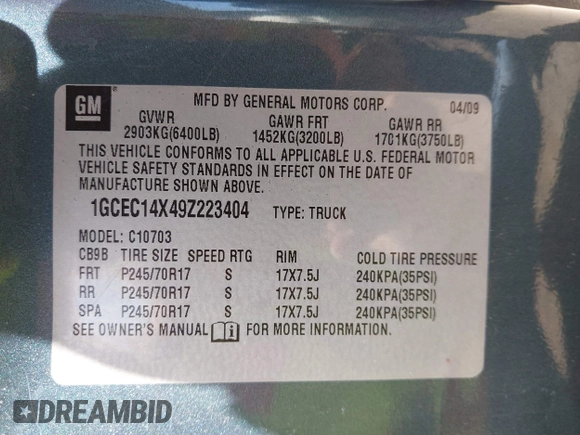 GM
MFD BY GENERAL MOTORS CORP. 04/09
GVWR GAWR FRT GAWR RR
2903KG(6400LB) 1452KG(3200LB) 1701KG(3750LB)
THIS VEHICLE CONFORMS TO ALL APPLICABLE U.S. FEDERAL MOTOR
VEHICLE SAFETY STANDARDS IN EFFECT ON THE DATE OF
MANUFACTURE SHOWN ABOVE.
1GCEC14X49Z223404 TYPE: TRUCK
MODEL: C10703
CB9B TIRE SIZE SPEED RTG RIM COLD TIRE PRESSURE
FRT P245/70R17 S 17X7.5J 240KPA(35PSI)
RR P245/70R17 S 17X7.5J 240KPA(35PSI)
SPA P245/70R17 S 17X7.5J 240KPA(35PSI)
SEE OWNER'S MANUAL FOR MORE INFORMATION.
DREAMBID